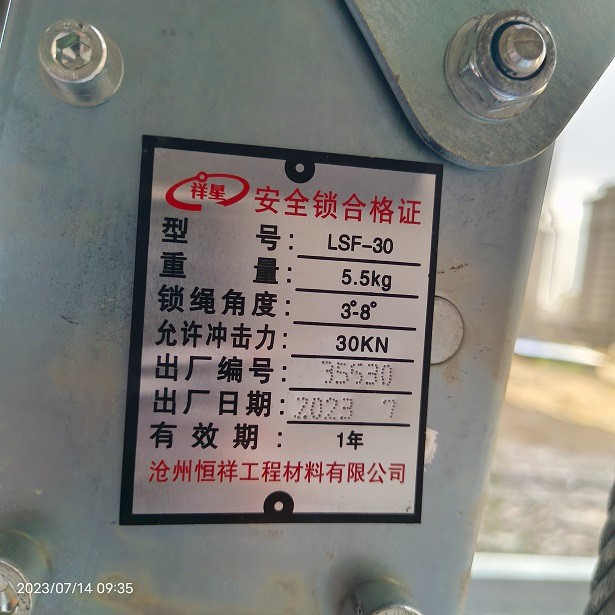 祥星 安全锁合格证
型 号: LSF-30
重 量: 5.5kg
锁绳角度: 3°-8°
允许冲击力: 30KN
出厂编号: 35630
出厂日期: 2023 7
有效期: 1年
沧州恒祥工程材料有限公司
2023/07/14 09:35